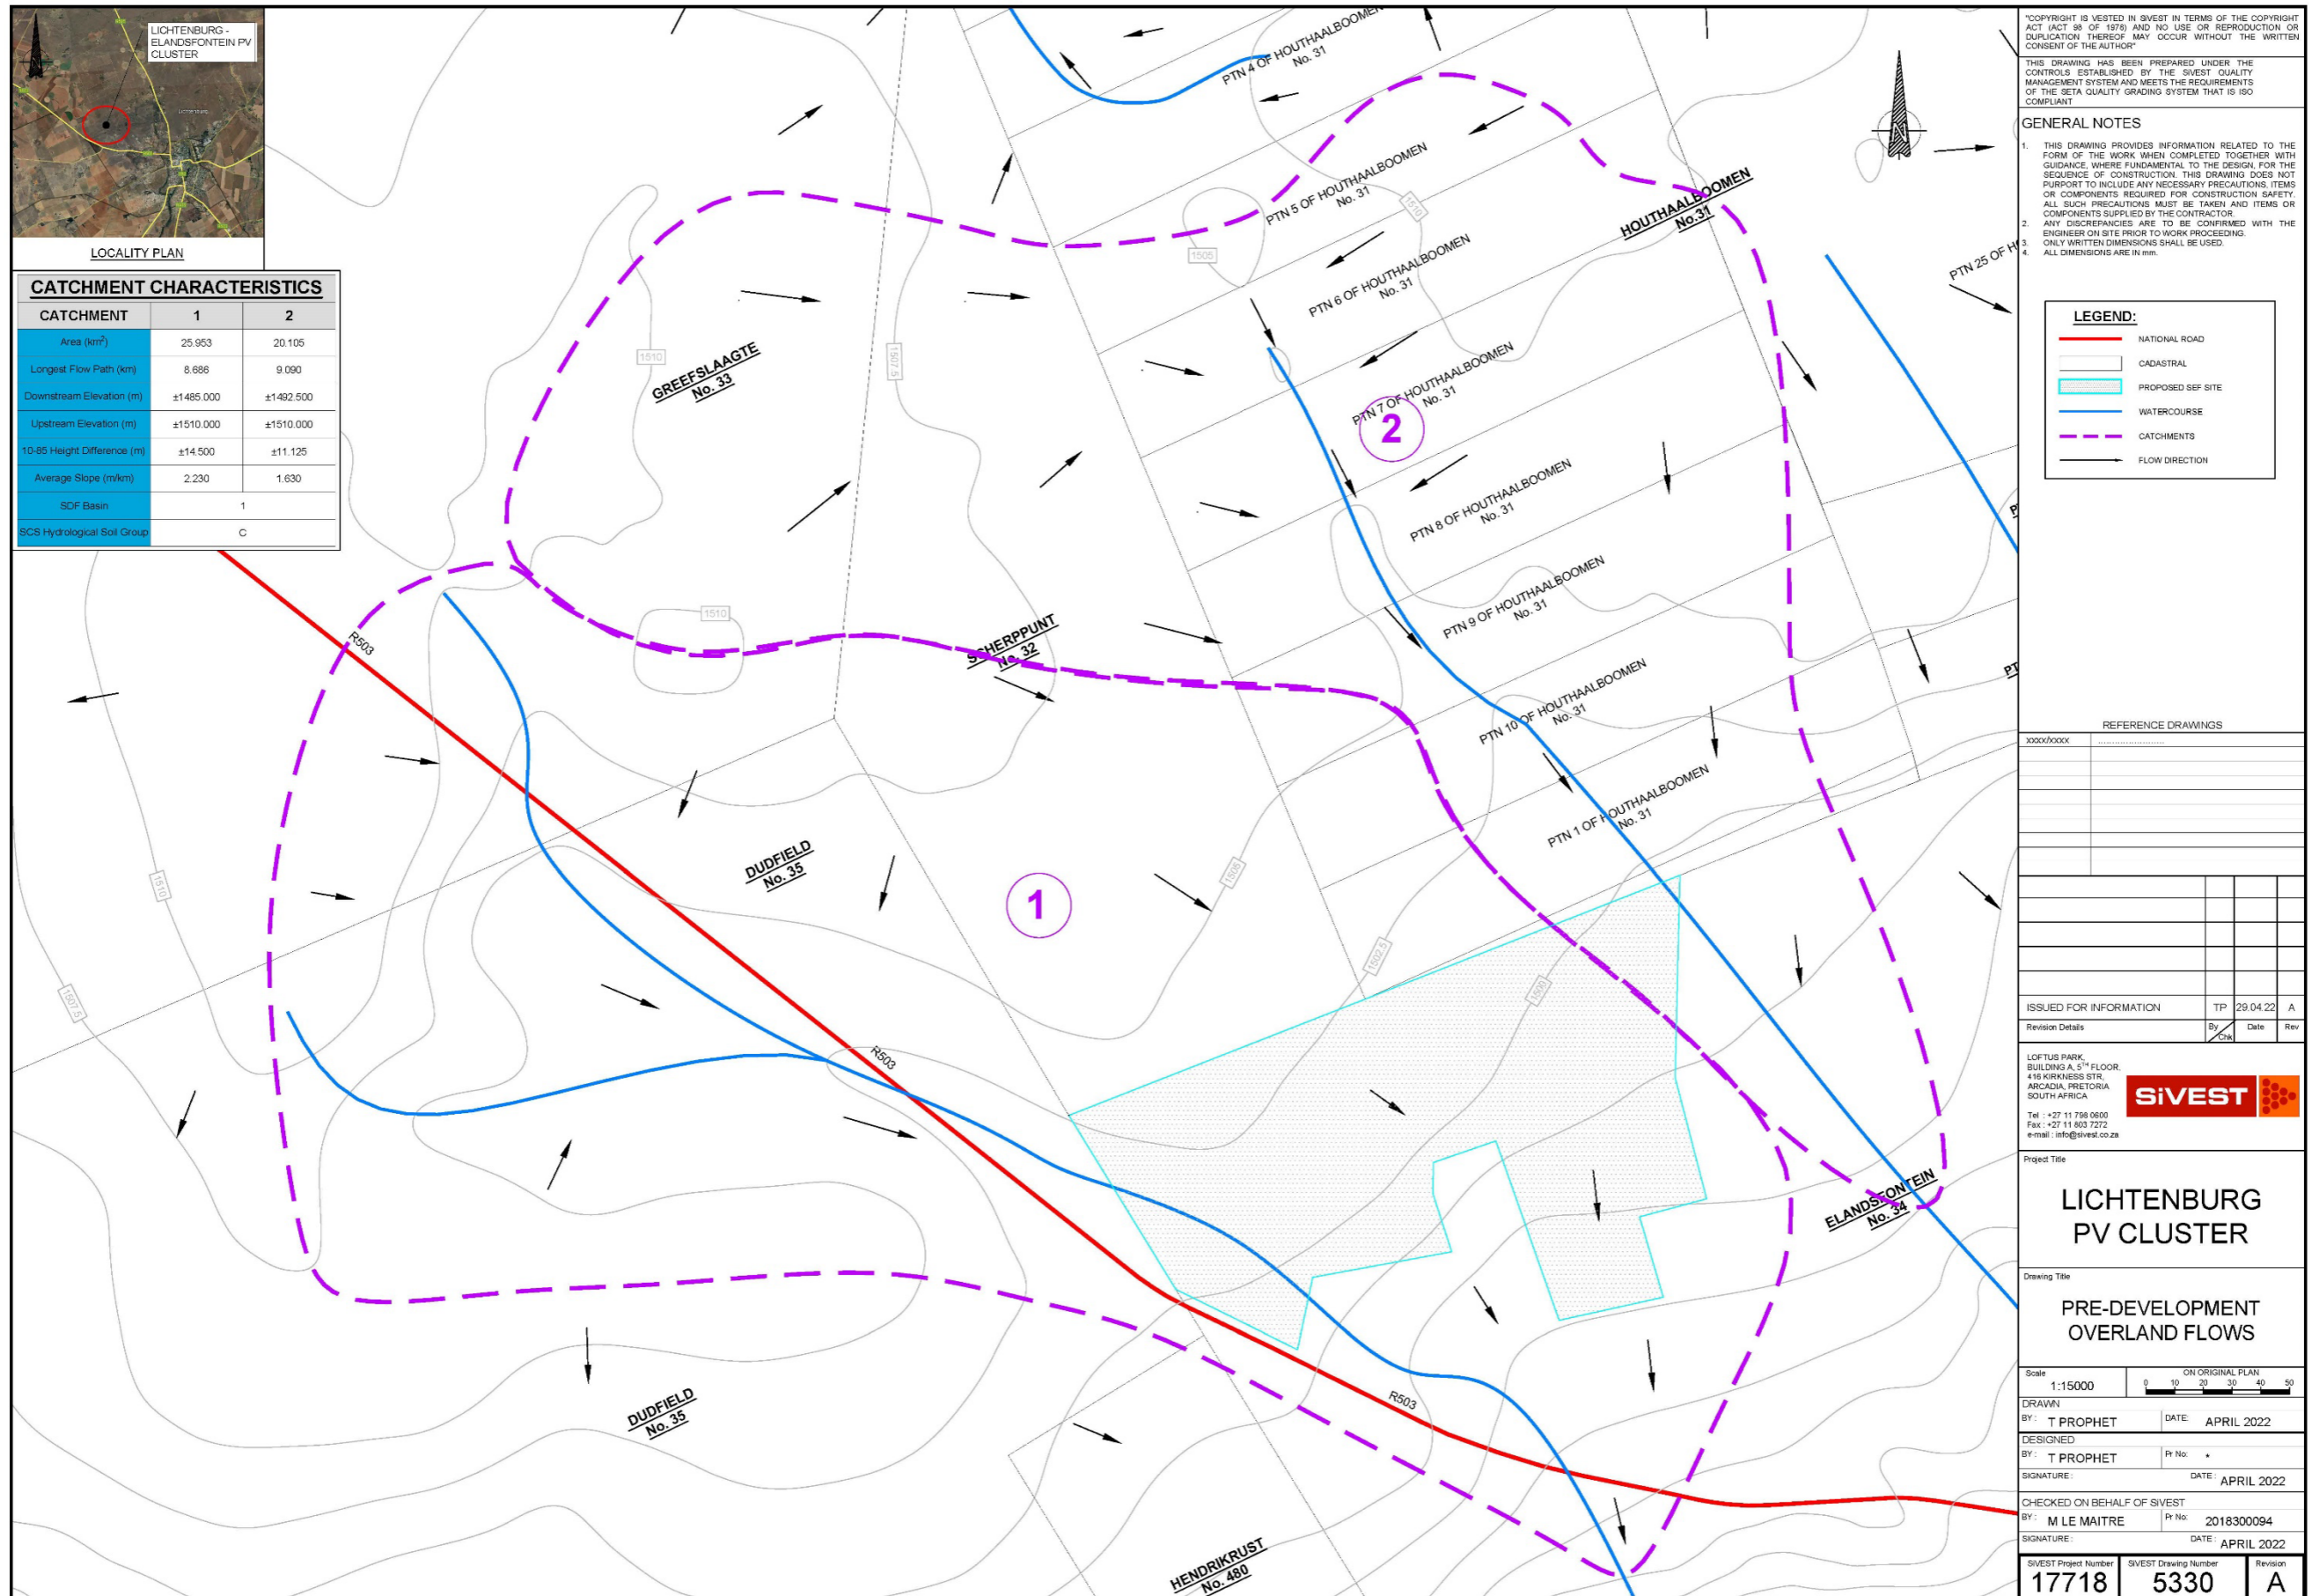 LICHTENBURG -
ELANDSFONTEIN PV
CLUSTER
Lichtenburg
LOCALITY PLAN
CATCHMENT CHARACTERISTICS
CATCHMENT 1 2
Area (km²) 25.953 20.105
Longest Flow Path (km) 8.686 9.090
Downstream Elevation (m) ±1485.000 ±1492.500
Upstream Elevation (m) ±1510.000 ±1510.000
10-85 Height Difference (m) ±14.500 ±11.125
Average Slope (m/km) 2.230 1.630
SDF Basin 1
SCS Hydrological Soil Group C
PTN 4 OF HOUTHAALBOOMEN
No. 31
PTN 5 OF HOUTHAALBOOMEN
No. 31
1510
HOUTHAALBOOMEN
No.31
1505
PTN 6 OF HOUTHAALBOOMEN
No. 31
PTN 25 OF H
1510
1507.5
GREEFSLAAGTE
No. 33
PTN 7 OF HOUTHAALBOOMEN
No. 31
2
PTN 8 OF HOUTHAALBOOMEN
No. 31
PTN 9 OF HOUTHAALBOOMEN
No. 31
1510
R503
SCHERPPUNT
No. 32
PT
PTN 10 OF HOUTHAALBOOMEN
No. 31
PTN 1 OF HOUTHAALBOOMEN
No. 31
DUDFIELD
No. 35
1510
1505
1
1502.5
1500
1507.5
R503
ELANDSFONTEIN
No. 34
DUDFIELD
No. 35
R503
HENDRIKRUST
No. 480
"COPYRIGHT IS VESTED IN SIVEST IN TERMS OF THE COPYRIGHT
ACT (ACT 98 OF 1978) AND NO USE OR REPRODUCTION OR
DUPLICATION THEREOF MAY OCCUR WITHOUT THE WRITTEN
CONSENT OF THE AUTHOR"
THIS DRAWING HAS BEEN PREPARED UNDER THE
CONTROLS ESTABLISHED BY THE SIVEST QUALITY
MANAGEMENT SYSTEM AND MEETS THE REQUIREMENTS
OF THE SETA QUALITY GRADING SYSTEM THAT IS ISO
COMPLIANT
GENERAL NOTES
1. THIS DRAWING PROVIDES INFORMATION RELATED TO THE
FORM OF THE WORK WHEN COMPLETED TOGETHER WITH
GUIDANCE, WHERE FUNDAMENTAL TO THE DESIGN, FOR THE
SEQUENCE OF CONSTRUCTION. THIS DRAWING DOES NOT
PURPORT TO INCLUDE ANY NECESSARY PRECAUTIONS, ITEMS
OR COMPONENTS REQUIRED FOR CONSTRUCTION SAFETY.
ALL SUCH PRECAUTIONS MUST BE TAKEN AND ITEMS OR
COMPONENTS SUPPLIED BY THE CONTRACTOR.
2. ANY DISCREPANCIES ARE TO BE CONFIRMED WITH THE
ENGINEER ON SITE PRIOR TO WORK PROCEEDING.
3. ONLY WRITTEN DIMENSIONS SHALL BE USED.
4. ALL DIMENSIONS ARE IN mm.
LEGEND:
NATIONAL ROAD
CADASTRAL
PROPOSED SEF SITE
WATERCOURSE
CATCHMENTS
FLOW DIRECTION
REFERENCE DRAWINGS
xxxx/xxxx ........................
ISSUED FOR INFORMATION TP 29.04.22 A
Revision Details By Chk Date Rev
LOFTUS PARK,
BUILDING A, 5TH FLOOR.
416 KIRKNESS STR,
ARCADIA, PRETORIA
SOUTH AFRICA
Tel : +27 11 798 0600
Fax : +27 11 803 7272
e-mail : info@sivest.co.za
SiVEST
Project Title
LICHTENBURG
PV CLUSTER
Drawing Title
PRE-DEVELOPMENT
OVERLAND FLOWS
Scale ON ORIGINAL PLAN
1:15000 0 10 20 30 40 50
DRAWN
BY : T PROPHET DATE: APRIL 2022
DESIGNED
BY : T PROPHET Pr No: *
SIGNATURE : DATE : APRIL 2022
CHECKED ON BEHALF OF SIVEST
BY : M LE MAITRE Pr No: 2018300094
SIGNATURE : DATE : APRIL 2022
SiVEST Project Number SiVEST Drawing Number Revision
17718 5330 A